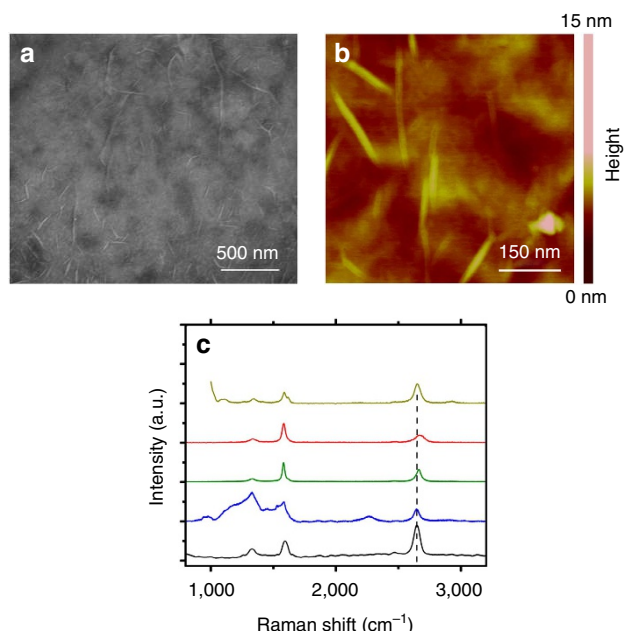 a
500 nm
b
150 nm
15 nm
Height
0 nm
c
Intensity (a.u.)
1,000
2,000
3,000
Raman shift (cm⁻¹)